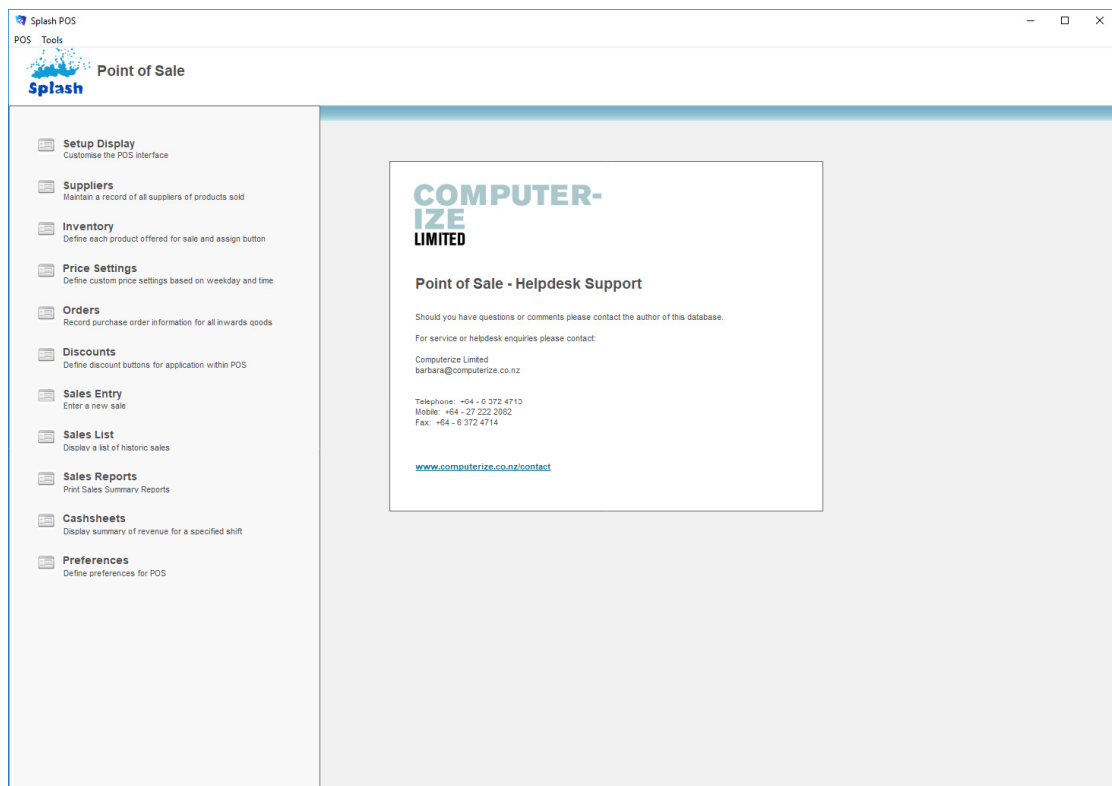 Splash POS
POS Tools
Splash
Point of Sale
Setup Display
Customise the POS interface
Suppliers
Maintain a record of all suppliers of products sold
Inventory
Define each product offered for sale and assign button
Price Settings
Define custom price settings based on weekday and time
Orders
Record purchase order information for all inwards goods
Discounts
Define discount buttons for application within POS
Sales Entry
Enter a new sale
Sales List
Display a list of historic sales
Sales Reports
Print Sales Summary Reports
Cashsheets
Display summary of revenue for a specified shift
Preferences
Define preferences for POS
COMPUTER-
IZE
LIMITED
Point of Sale - Helpdesk Support
Should you have questions or comments please contact the author of this database.
For service or helpdesk enquiries please contact:
Computerize Limited
barbara@computerize.co.nz
Telephone: +64 - 6 372 4713
Mobile: +64 - 27 222 2082
Fax: +64 - 6 372 4714
www.computerize.co.nz/contact